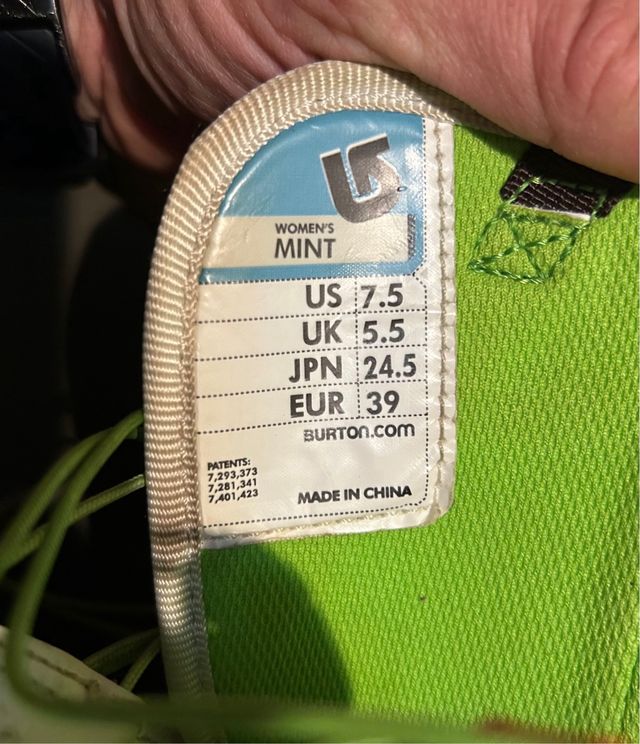 WOMEN'S
MINT
US 7.5
UK 5.5
JPN 24.5
EUR 39
BURTON.COM
PATENTS:
7,293,373
7,281,341
7,401,423
MADE IN CHINA